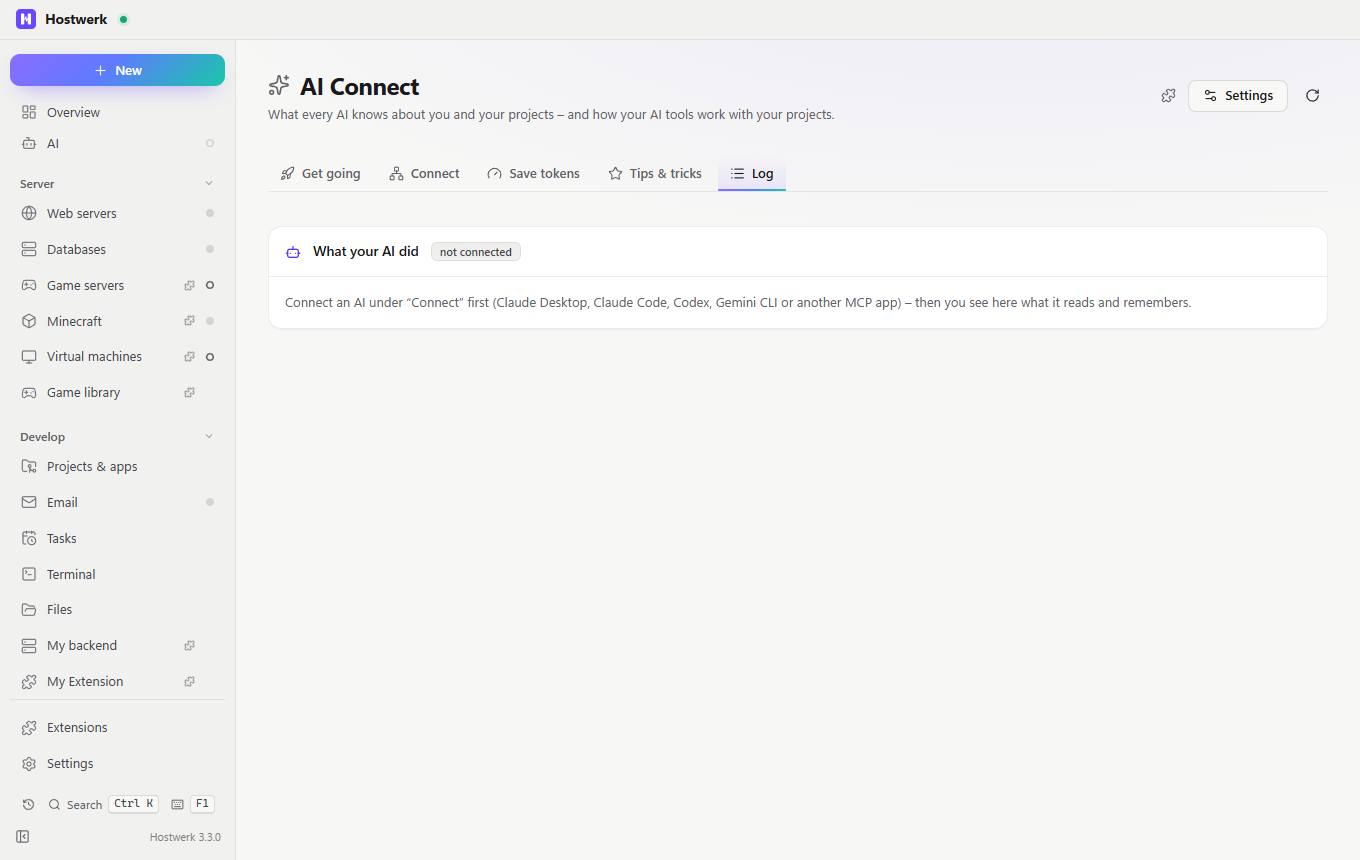 Hostwerk
New
Overview
AI
Server
Web servers
Databases
Game servers
Minecraft
Virtual machines
Game library
Develop
Projects & apps
Email
Tasks
Terminal
Files
My backend
My Extension
Extensions
Settings
Search Ctrl K F1
Hostwerk 3.3.0
AI Connect
What every AI knows about you and your projects – and how your AI tools work with your projects.
Settings
Get going Connect Save tokens Tips & tricks Log
What your AI did not connected
Connect an AI under “Connect” first (Claude Desktop, Claude Code, Codex, Gemini CLI or another MCP app) – then you see here what it reads and remembers.